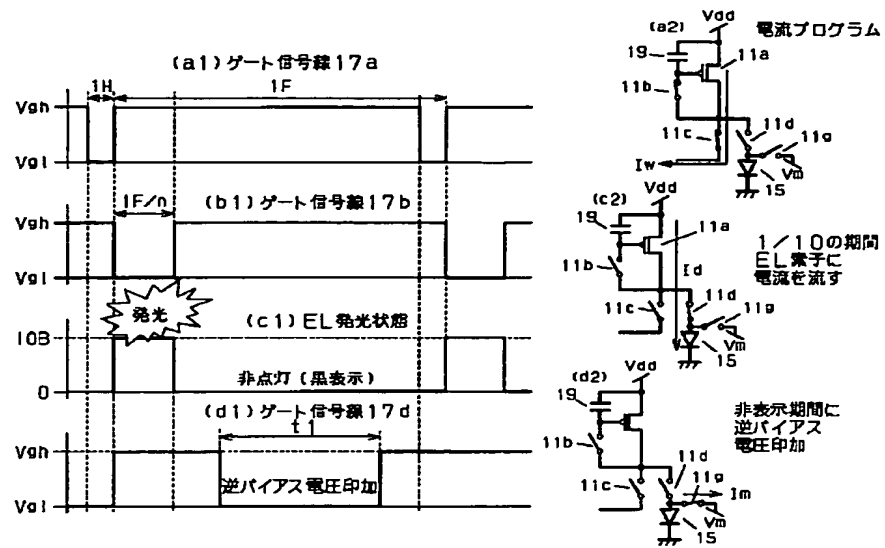 (a1)ゲート信号線17a
1H
1F
Vgh
Vgl
1F/n
(b1)ゲート信号線17b
Vgh
Vgl
発光
(c1)EL発光状態
10B
0
非点灯(黒表示)
(d1)ゲート信号線17d
t1
Vgh
Vgl
逆バイアス電圧印加
(a2)
Vdd
電流プログラム
19
11a
11b
11c
11d
11g
Iw
Vm
15
(c2)
Vdd
19
11a
11b
Id
11c
11d
11g
Vm
15
1/10の期間
EL素子に
電流を流す
(d2)
Vdd
19
11b
11c
11d
11g
Im
Vm
15
非表示期間に
逆バイアス
電圧印加